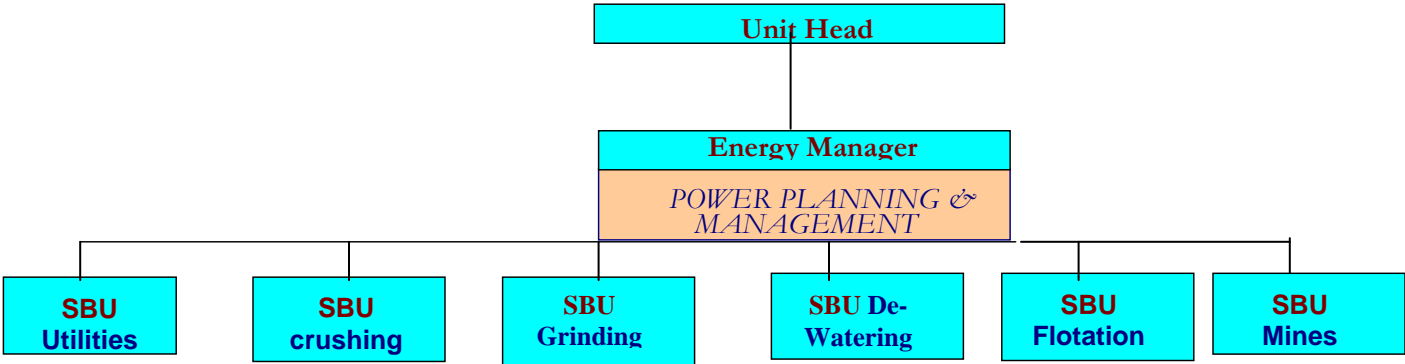 Unit Head
Energy Manager
POWER PLANNING &
MANAGEMENT
SBU
Utilities
SBU
crushing
SBU
Grinding
SBU De-
Watering
SBU
Flotation
SBU
Mines